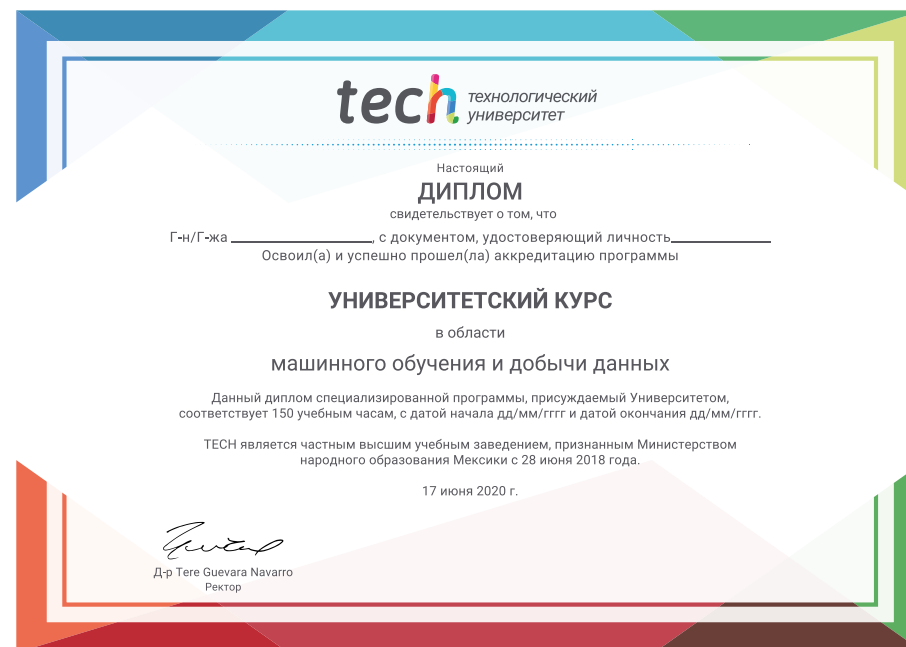 tech технологический
университет
Настоящий
ДИПЛОМ
свидетельствует о том, что
Г-н/Г-жа ____________________, с документом, удостоверяющий личность______________
Освоил(а) и успешно прошел(ла) аккредитацию программы
УНИВЕРСИТЕТСКИЙ КУРС
в области
машинного обучения и добычи данных
Данный диплом специализированной программы, присуждаемый Университетом,
соответствует 150 учебным часам, с датой начала дд/мм/гггг и датой окончания дд/мм/гггг.
TECH является частным высшим учебным заведением, признанным Министерством
народного образования Мексики с 28 июня 2018 года.
17 июня 2020 г.
Д-р Tere Guevara Navarro
Ректор